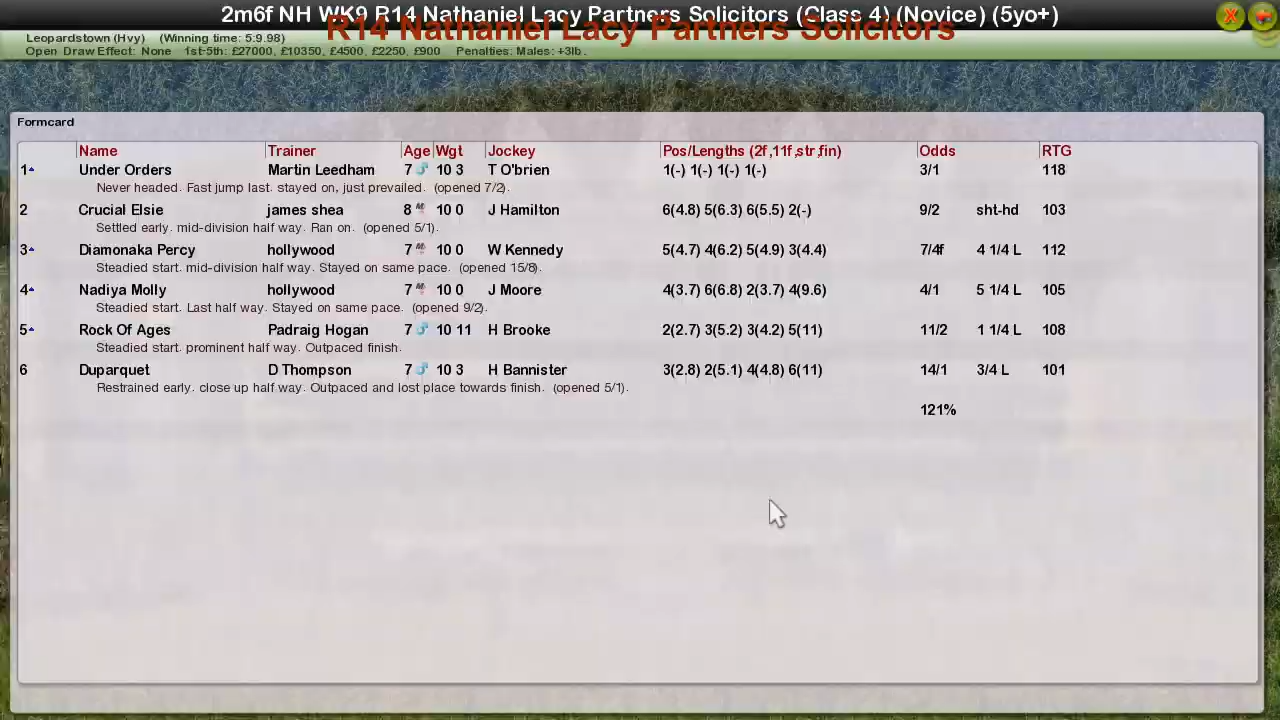 2m6f NH WK9 R14 Nathaniel Lacy Partners Solicitors (Class 4) (Novice) (5yo+)
R14 Nathaniel Lacy Partners Solicitors
Leopardstown (Hvy) (Winning time: 5.9.98)
Open Draw Effect: None 1st-5th: £27000, £10350, £4500, £2250, £900 Penalties: Males: +3lb.
Formcard
Name Trainer Age Wgt Jockey Pos/Lengths (2f,11f,str,fin) Odds RTG
1 Under Orders Martin Leedham 7 10 3 T O'brien 1(-) 1(-) 1(-) 1(-) 3/1 118
Never headed. Fast jump last. stayed on, just prevailed. (opened 7/2).
2 Crucial Elsie james shea 8 10 0 J Hamilton 6(4.8) 5(6.3) 6(5.5) 2(-) 9/2 sht-hd 103
Settled early. mid-division half way. Ran on. (opened 5/1).
3 Diamonaka Percy hollywood 7 10 0 W Kennedy 5(4.7) 4(6.2) 5(4.9) 3(4.4) 7/4f 4 1/4 L 112
Steadied start. mid-division half way. Stayed on same pace. (opened 15/8).
4 Nadiya Molly hollywood 7 10 0 J Moore 4(3.7) 6(6.8) 2(3.7) 4(9.6) 4/1 5 1/4 L 105
Steadied start. Last half way. Stayed on same pace. (opened 9/2).
5 Rock Of Ages Padraig Hogan 7 10 11 H Brooke 2(2.7) 3(5.2) 3(4.2) 5(11) 11/2 1 1/4 L 108
Steadied start. prominent half way. Outpaced finish.
6 Duparquet D Thompson 7 10 3 H Bannister 3(2.8) 2(5.1) 4(4.8) 6(11) 14/1 3/4 L 101
Restrained early. close up half way. Outpaced and lost place towards finish. (opened 5/1).
121%